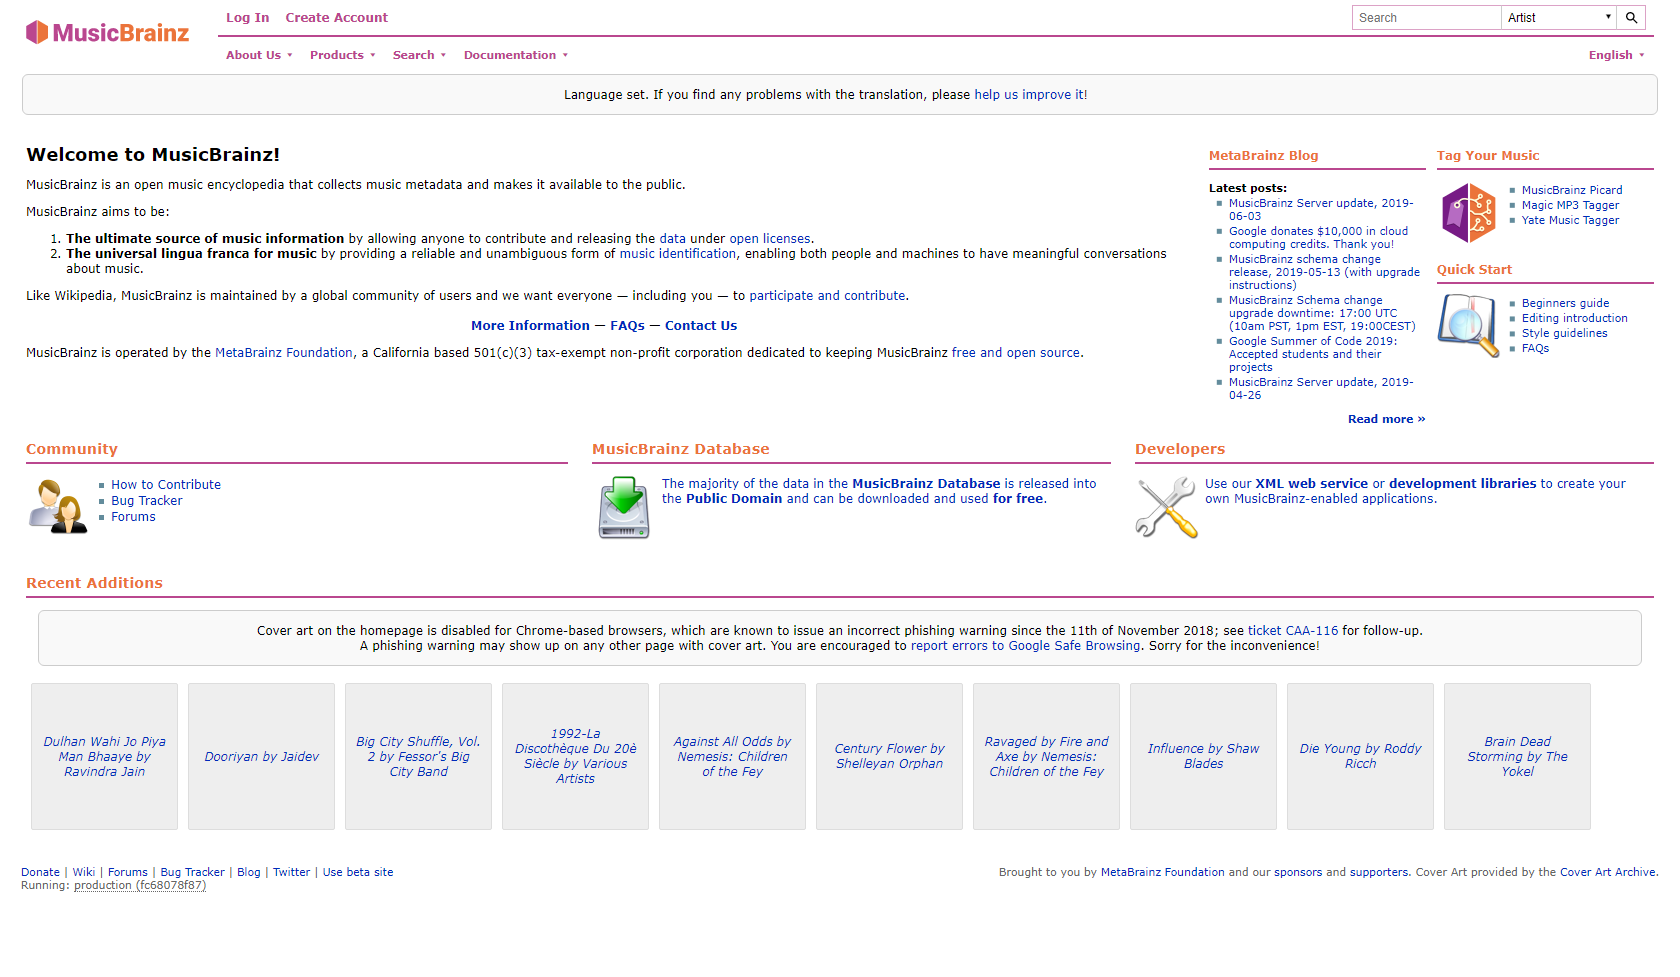 MusicBrainz
Log In Create Account
Search Artist
About Us Products Search Documentation
English
Language set. If you find any problems with the translation, please help us improve it!
Welcome to MusicBrainz!
MusicBrainz is an open music encyclopedia that collects music metadata and makes it available to the public.
MusicBrainz aims to be:
1. The ultimate source of music information by allowing anyone to contribute and releasing the data under open licenses.
2. The universal lingua franca for music by providing a reliable and unambiguous form of music identification, enabling both people and machines to have meaningful conversations
about music.
Like Wikipedia, MusicBrainz is maintained by a global community of users and we want everyone — including you — to participate and contribute.
More Information — FAQs — Contact Us
MusicBrainz is operated by the MetaBrainz Foundation, a California based 501(c)(3) tax-exempt non-profit corporation dedicated to keeping MusicBrainz free and open source.
MetaBrainz Blog
Latest posts:
MusicBrainz Server update, 2019-
06-03
Google donates $10,000 in cloud
computing credits. Thank you!
MusicBrainz schema change
release, 2019-05-13 (with upgrade
instructions)
MusicBrainz Schema change
upgrade downtime: 17:00 UTC
(10am PST, 1pm EST, 19:00CEST)
Google Summer of Code 2019:
Accepted students and their
projects
MusicBrainz Server update, 2019-
04-26
Read more »
Tag Your Music
MusicBrainz Picard
Magic MP3 Tagger
Yate Music Tagger
Quick Start
Beginners guide
Editing introduction
Style guidelines
FAQs
Community
How to Contribute
Bug Tracker
Forums
MusicBrainz Database
The majority of the data in the MusicBrainz Database is released into
the Public Domain and can be downloaded and used for free.
Developers
Use our XML web service or development libraries to create your
own MusicBrainz-enabled applications.
Recent Additions
Cover art on the homepage is disabled for Chrome-based browsers, which are known to issue an incorrect phishing warning since the 11th of November 2018; see ticket CAA-116 for follow-up.
A phishing warning may show up on any other page with cover art. You are encouraged to report errors to Google Safe Browsing. Sorry for the inconvenience!
Dulhan Wahi Jo Piya
Man Bhaaye by
Ravindra Jain
Dooriyan by Jaidev
Big City Shuffle, Vol.
2 by Fessor's Big
City Band
1992-La
Discothèque Du 20è
Siècle by Various
Artists
Against All Odds by
Nemesis: Children
of the Fey
Century Flower by
Shelleyan Orphan
Ravaged by Fire and
Axe by Nemesis:
Children of the Fey
Influence by Shaw
Blades
Die Young by Roddy
Ricch
Brain Dead
Storming by The
Yokel
Donate | Wiki | Forums | Bug Tracker | Blog | Twitter | Use beta site
Running: production (fc68078f87)
Brought to you by MetaBrainz Foundation and our sponsors and supporters. Cover Art provided by the Cover Art Archive.